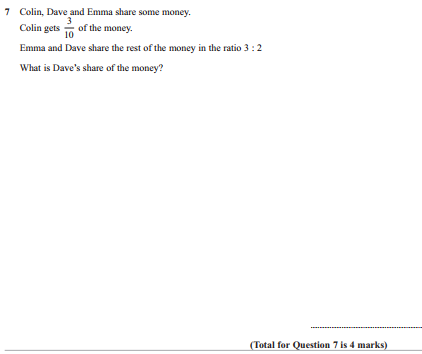 7 Colin, Dave and Emma share some money.
Colin gets 3/10 of the money.
Emma and Dave share the rest of the money in the ratio 3 : 2
What is Dave's share of the money?
(Total for Question 7 is 4 marks)